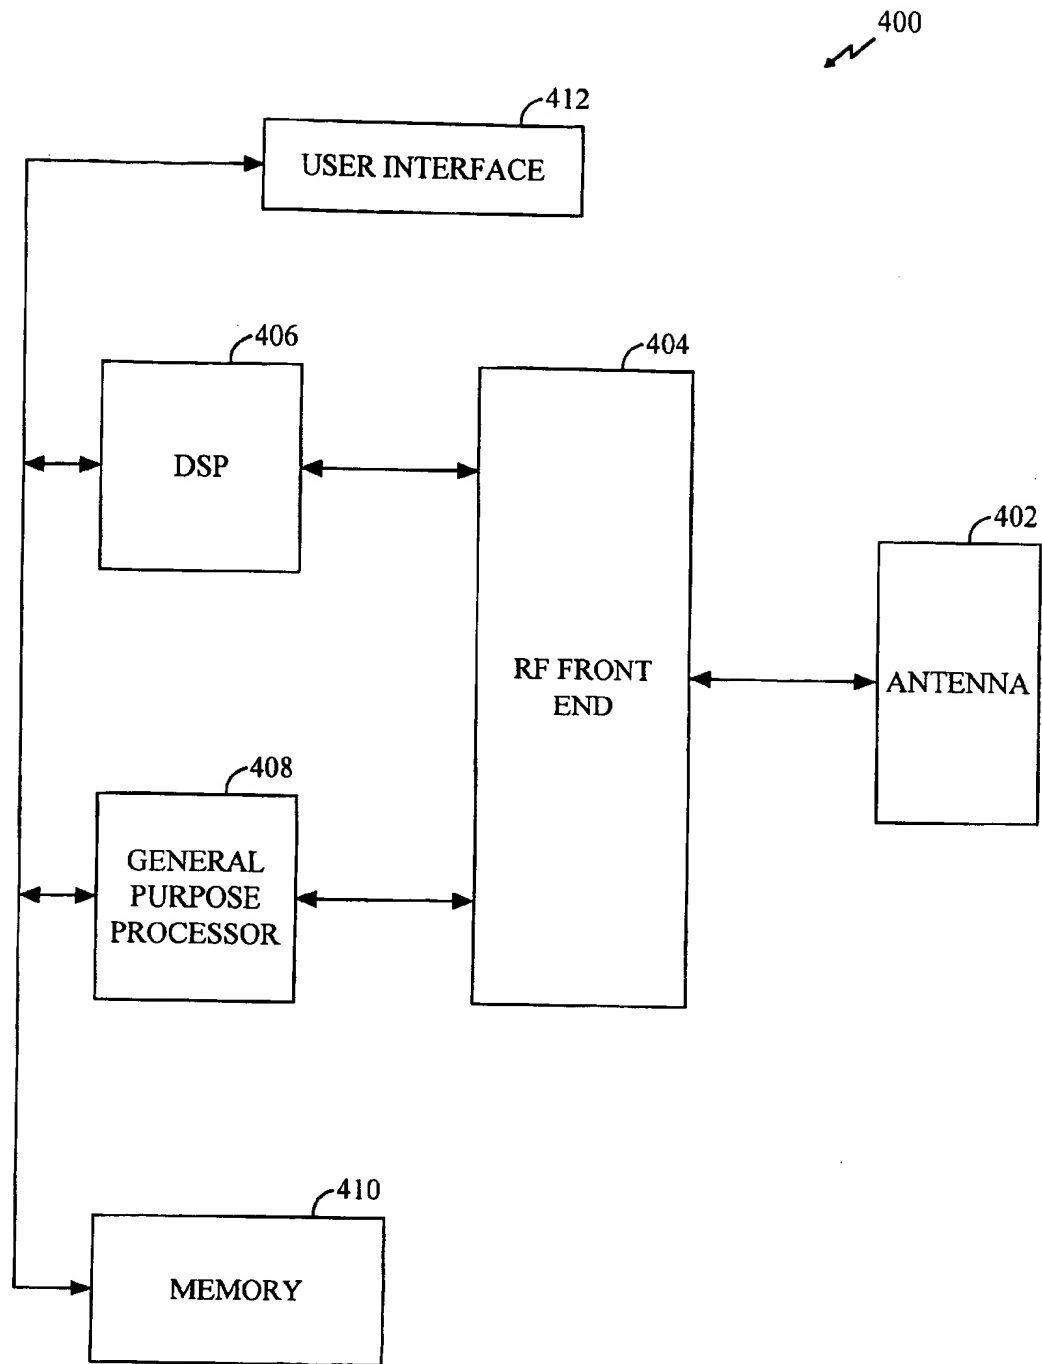 400
412
USER INTERFACE
406
DSP
404
RF FRONT
END
402
ANTENNA
408
GENERAL
PURPOSE
PROCESSOR
410
MEMORY